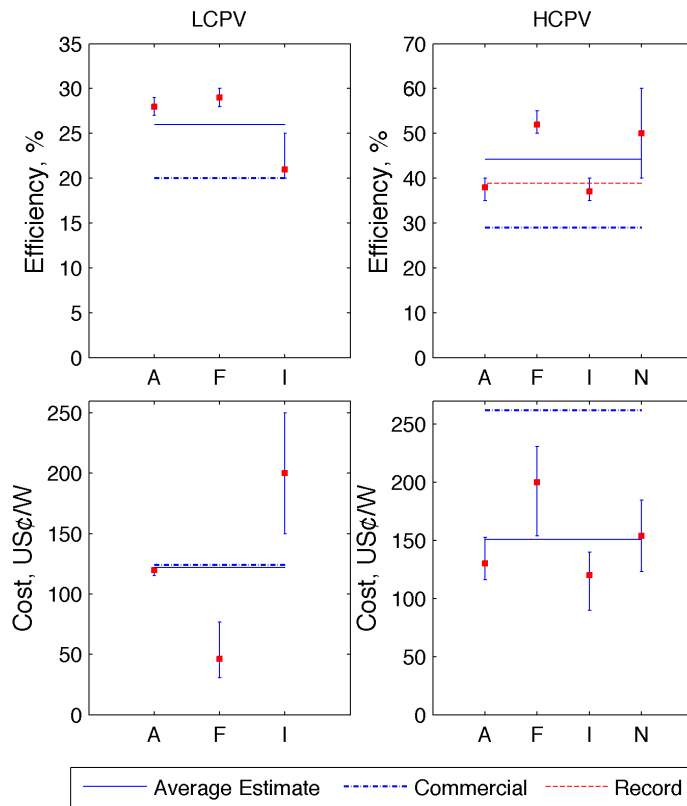 LCPV
HCPV
Efficiency, %
35
30
25
20
15
10
5
0
A F I
Efficiency, %
70
60
50
40
30
20
10
0
A F I N
Cost, US¢/W
250
200
150
100
50
0
A F I
Cost, US¢/W
250
200
150
100
50
0
A F I N
Average Estimate Commercial Record